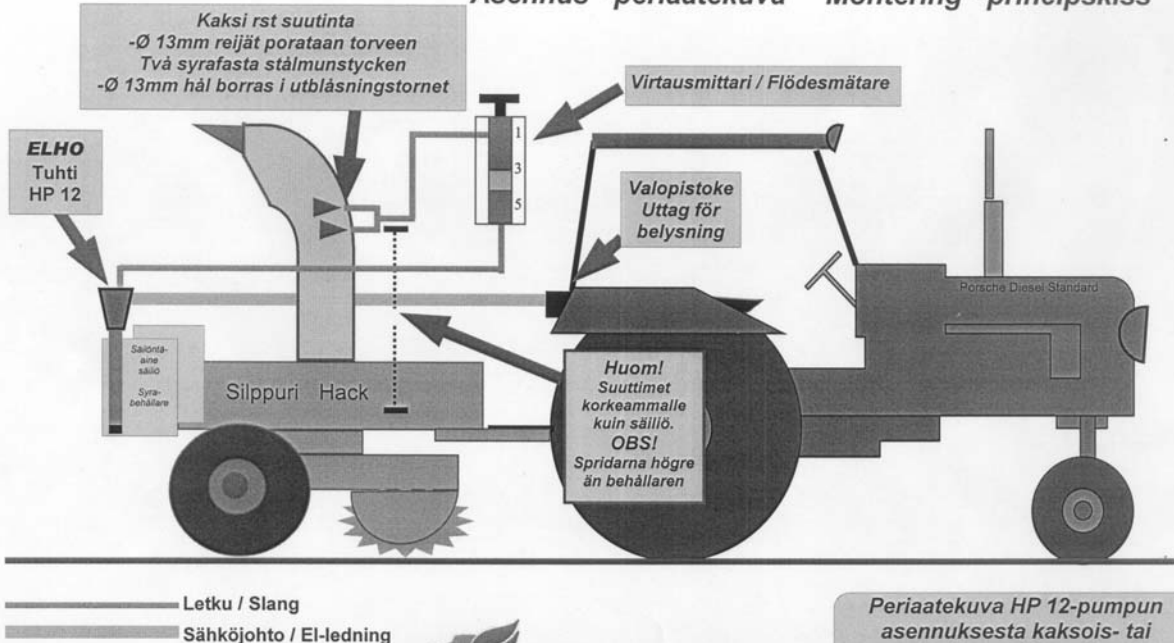 Asennus periaatekuva Montering principskiss
Kaksi rst suutinta
-Ø 13mm reijät porataan torveen
Två syrafasta stålmunstycken
-Ø 13mm hål borras i utblåsningstornet
Virtausmittari / Flödesmätare
1
3
5
ELHO
Tuhti
HP 12
Valopistoke
Uttag för
belysning
Porsche Diesel Standard
Säilöntä-
aine
säiliö
Syra-
behållare
Silppuri Hack
Huom!
Suuttimet
korkeammalle
kuin säiliö.
OBS!
Spridarna högre
än behållaren
Letku / Slang
Sähköjohto / El-ledning
Periaatekuva HP 12-pumpun
asennuksesta kaksois- tai